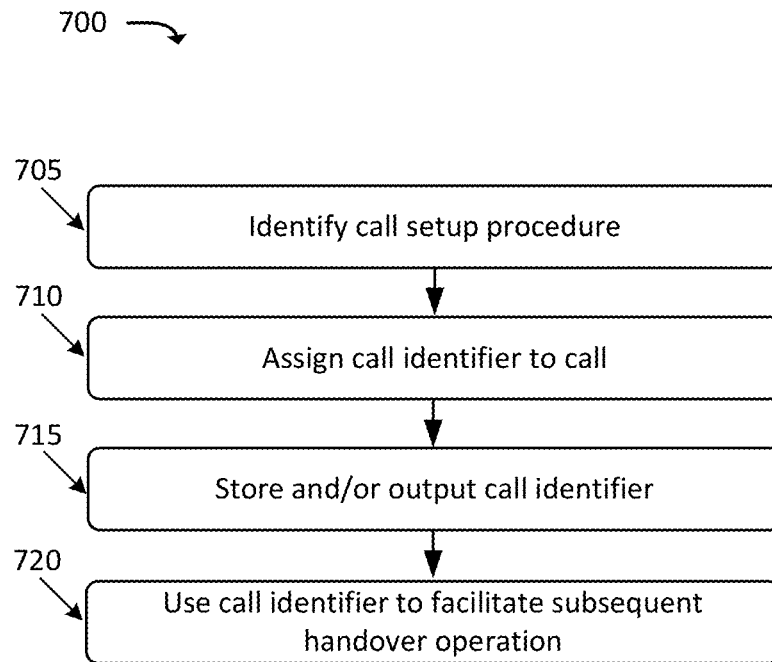 700
705
Identify call setup procedure
710
Assign call identifier to call
715
Store and/or output call identifier
720
Use call identifier to facilitate subsequent
handover operation